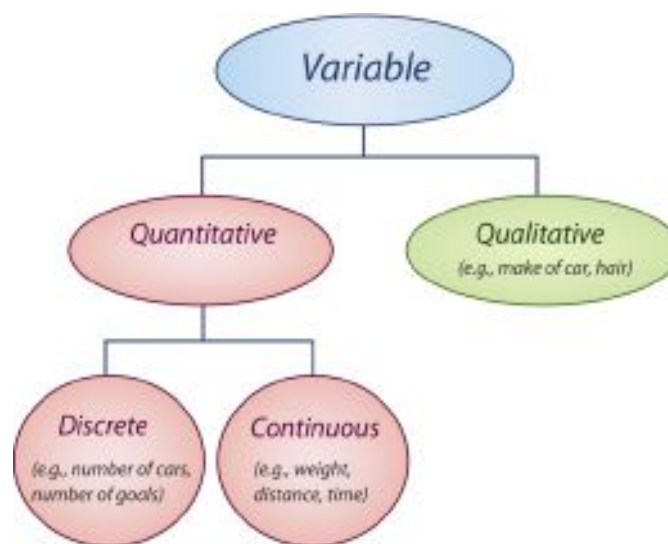 Variable
Quantitative
Qualitative
(e.g., make of car, hair)
Discrete
(e.g., number of cars,
number of goals)
Continuous
(e.g., weight,
distance, time)